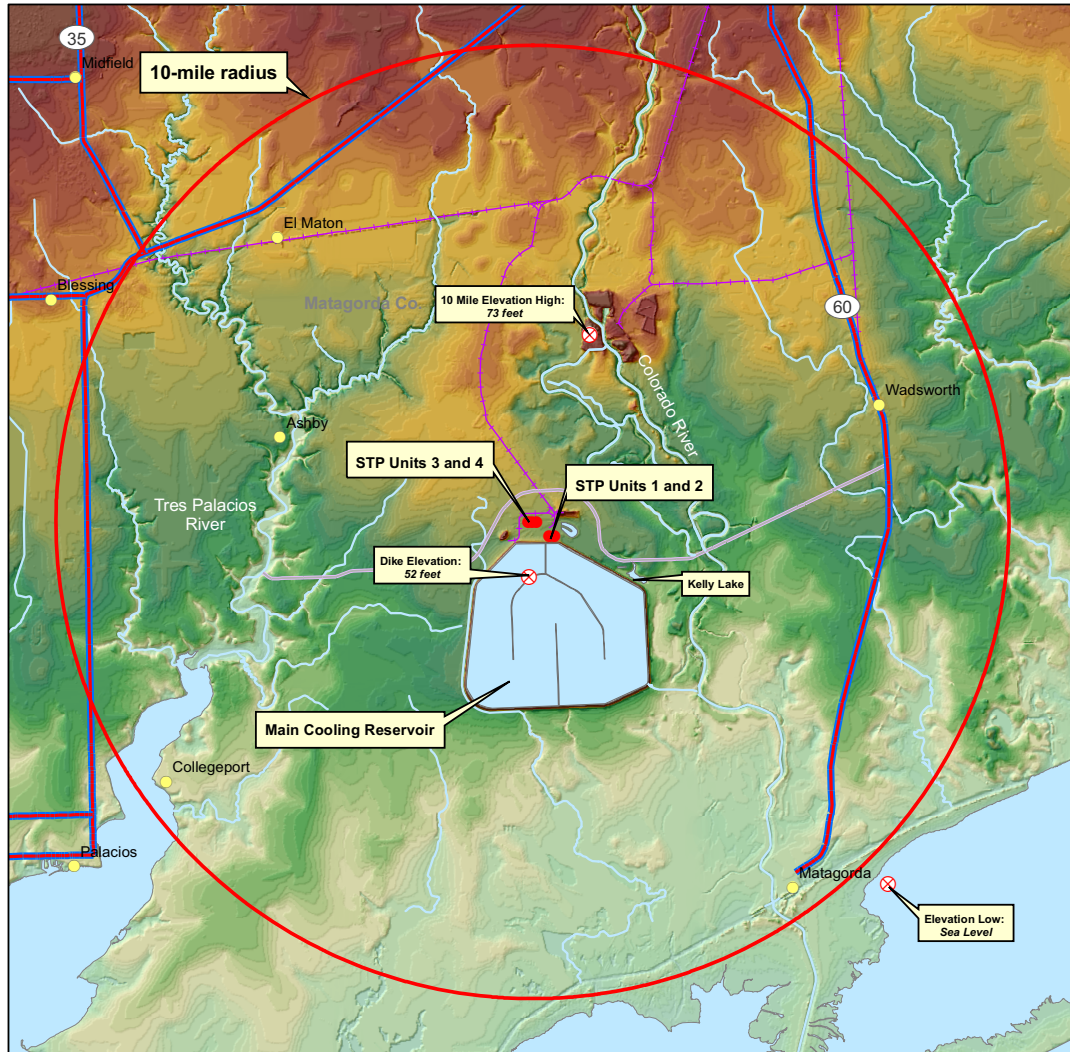 35
Midfield
10-mile radius
El Maton
Blessing
Matagorda Co.
10 Mile Elevation High:
73 feet
60
Colorado River
Wadsworth
Ashby
STP Units 3 and 4
STP Units 1 and 2
Tres Palacios
River
Dike Elevation:
52 feet
Kelly Lake
Main Cooling Reservoir
Collegeport
Palacios
Matagorda
Elevation Low:
Sea Level